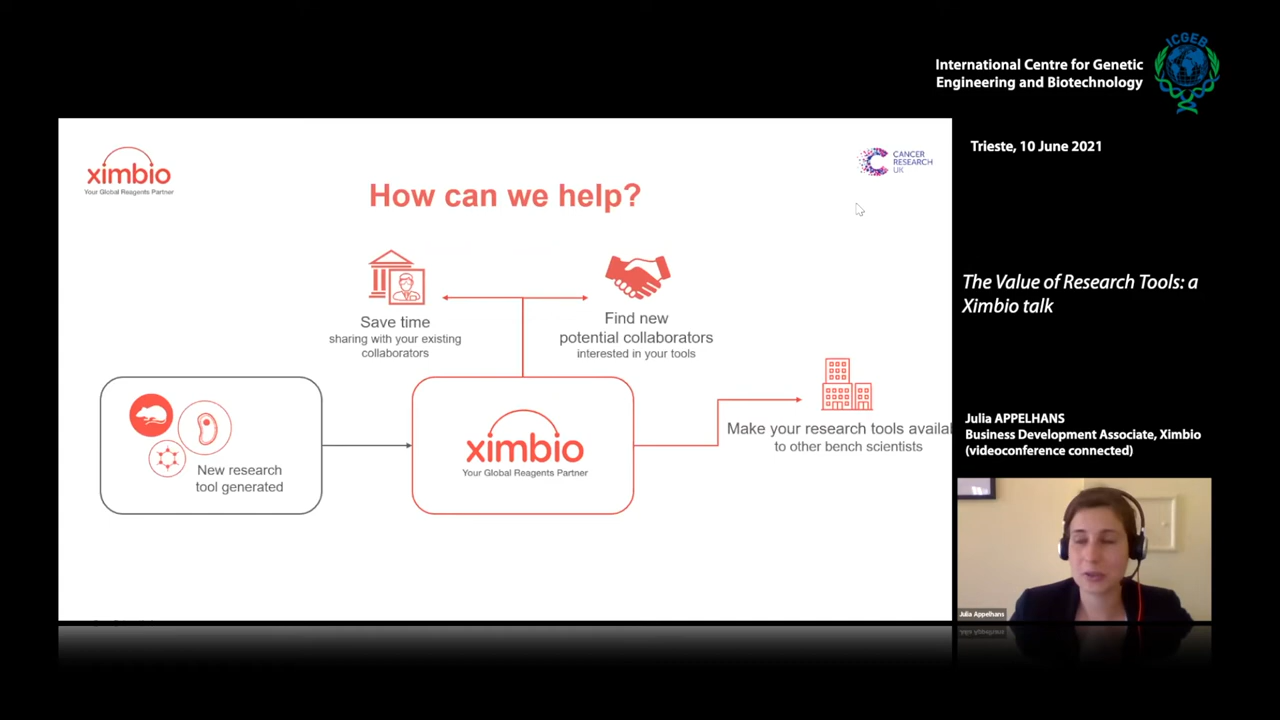 ICGEB
International Centre for Genetic
Engineering and Biotechnology
Trieste, 10 June 2021
ximbio
Your Global Reagents Partner
CANCER
RESEARCH
UK
How can we help?
Save time
sharing with your existing
collaborators
Find new
potential collaborators
interested in your tools
New research
tool generated
ximbio
Your Global Reagents Partner
Make your research tools availal
to other bench scientists
The Value of Research Tools: a
Ximbio talk
Julia APPELHANS
Business Development Associate, Ximbio
(videoconference connected)
Julia Appelhans